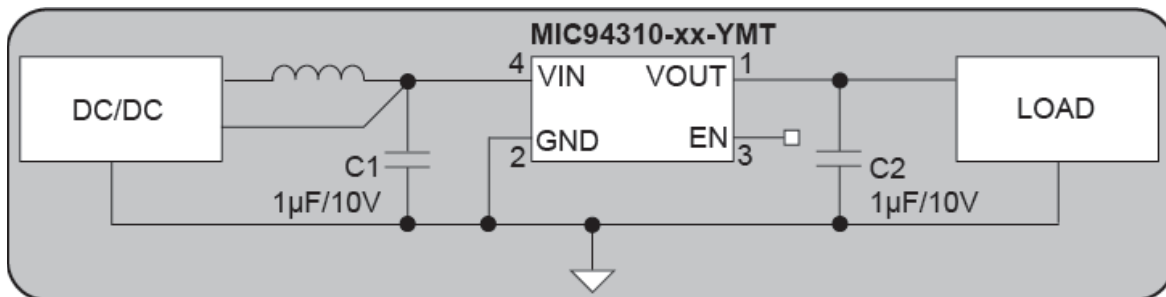 MIC94310-xx-YMT
4
VIN
VOUT
1
DC/DC
LOAD
GND
EN
2
3
C1
1µF/10V
C2
1µF/10V